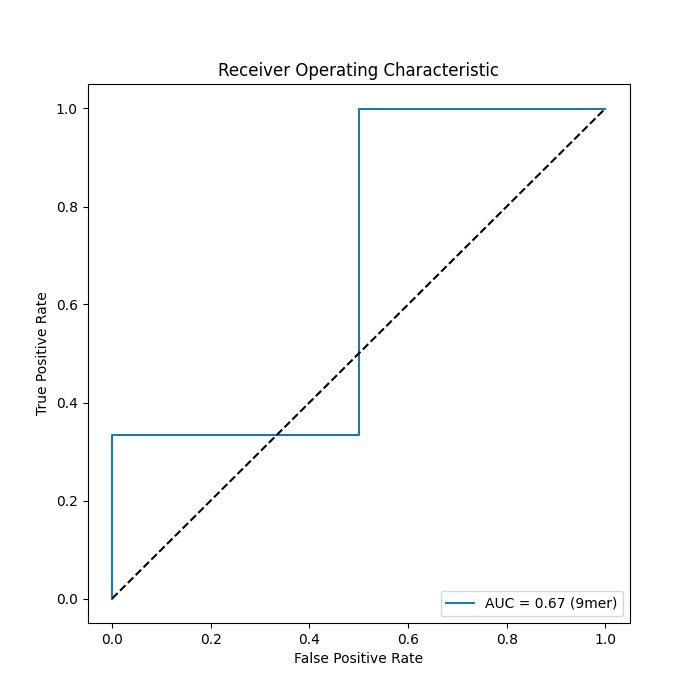 Receiver Operating Characteristic
1.0
0.8
0.6
0.4
0.2
0.0
True Positive Rate
AUC = 0.67 (9mer)
0.0 0.2 0.4 0.6 0.8 1.0
False Positive Rate